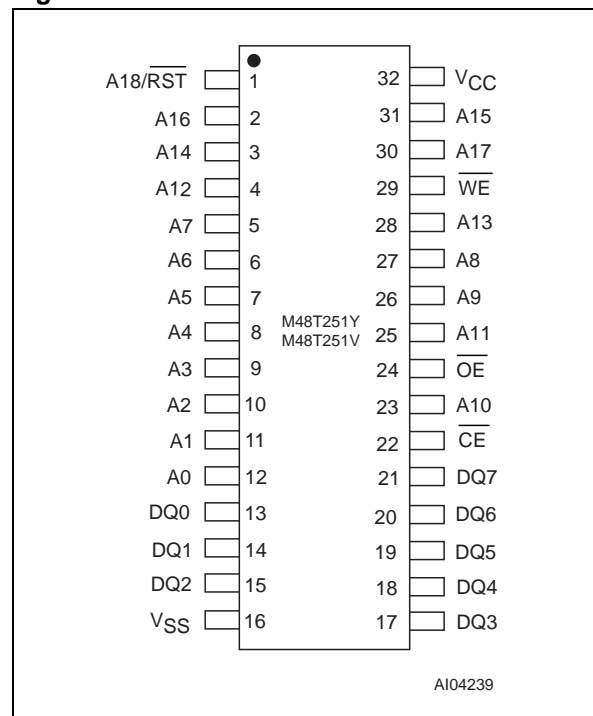 A18/RST 1 32 VCC
A16 2 31 A15
A14 3 30 A17
A12 4 29 WE
A7 5 28 A13
A6 6 27 A8
A5 7 26 A9
A4 8 M48T251Y 25 A11
M48T251V
A3 9 24 OE
A2 10 23 A10
A1 11 22 CE
A0 12 21 DQ7
DQ0 13 20 DQ6
DQ1 14 19 DQ5
DQ2 15 18 DQ4
VSS 16 17 DQ3
AI04239